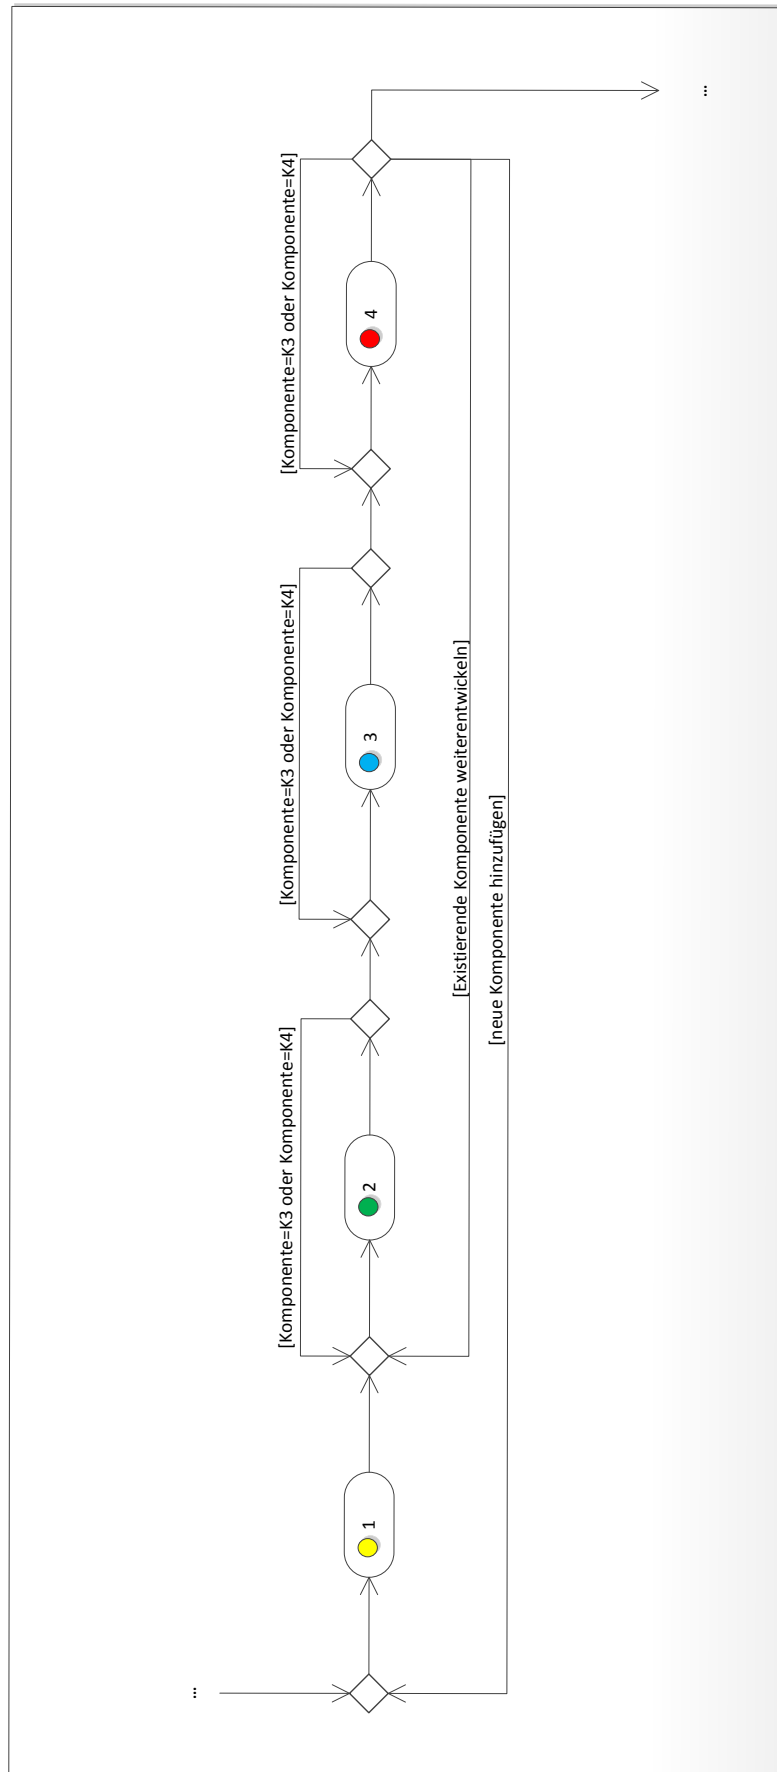 ...
1
2
3
4
...
[Komponente=K3 oder Komponente=K4]
[Komponente=K3 oder Komponente=K4]
[Komponente=K3 oder Komponente=K4]
[Existierende Komponente weiterentwickeln]
[neue Komponente hinzufügen]